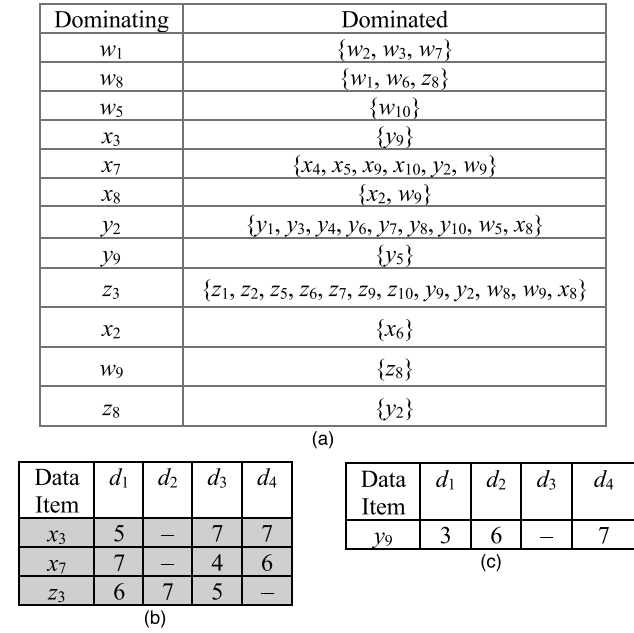 Dominating Dominated
w₁ {w₂, w₃, w₇}
w₈ {w₁, w₆, z₈}
w₅ {w₁₀}
x₃ {y₉}
x₇ {x₄, x₅, x₉, x₁₀, y₂, w₉}
x₈ {x₂, w₉}
y₂ {y₁, y₃, y₄, y₆, y₇, y₈, y₁₀, w₅, x₈}
y₉ {y₅}
z₃ {z₁, z₂, z₅, z₆, z₇, z₉, z₁₀, y₉, y₂, w₈, w₉, x₈}
x₂ {x₆}
w₉ {z₈}
z₈ {y₂}
(a)
Data Item d₁ d₂ d₃ d₄
x₃ 5 – 7 7
x₇ 7 – 4 6
z₃ 6 7 5 –
(b)
Data Item d₁ d₂ d₃ d₄
y₉ 3 6 – 7
(c)